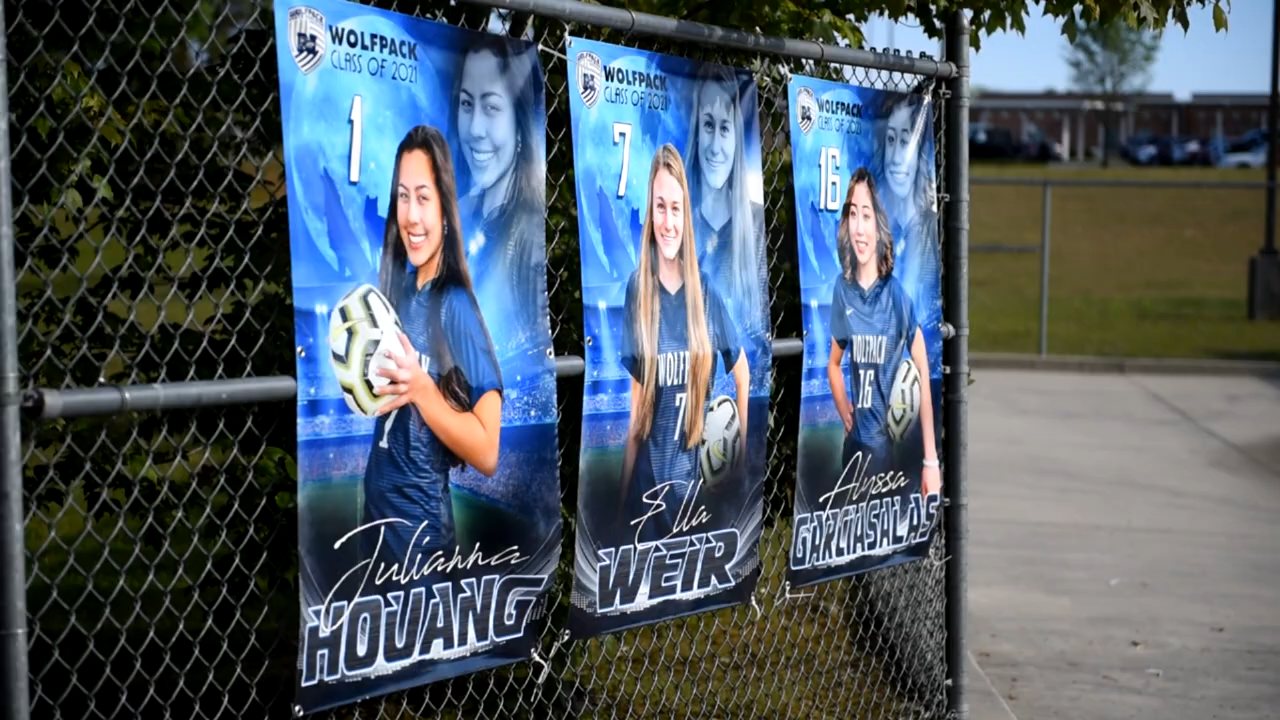 WOLFPACK
CLASS OF 2021
1
Julianna
HOUANG
WOLFPACK
CLASS OF 2021
7
WOLFP
7
Ella
WEIR
WOLFPACK
CLASS OF 2021
16
WOLFPACK
16
Alyssa
GARCIASALAS